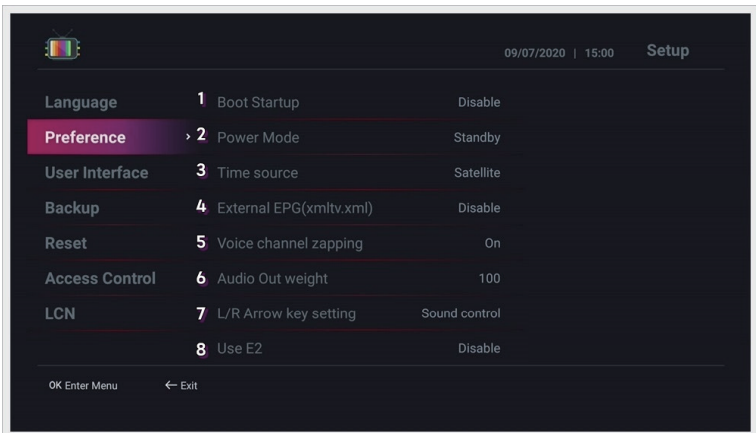 09/07/2020 | 15:00 Setup
Language 1 Boot Startup Disable
Preference › 2 Power Mode Standby
User Interface 3 Time source Satellite
Backup 4 External EPG(xmltv.xml) Disable
Reset 5 Voice channel zapping On
Access Control 6 Audio Out weight 100
LCN 7 L/R Arrow key setting Sound control
8 Use E2 Disable
OK Enter Menu ← Exit